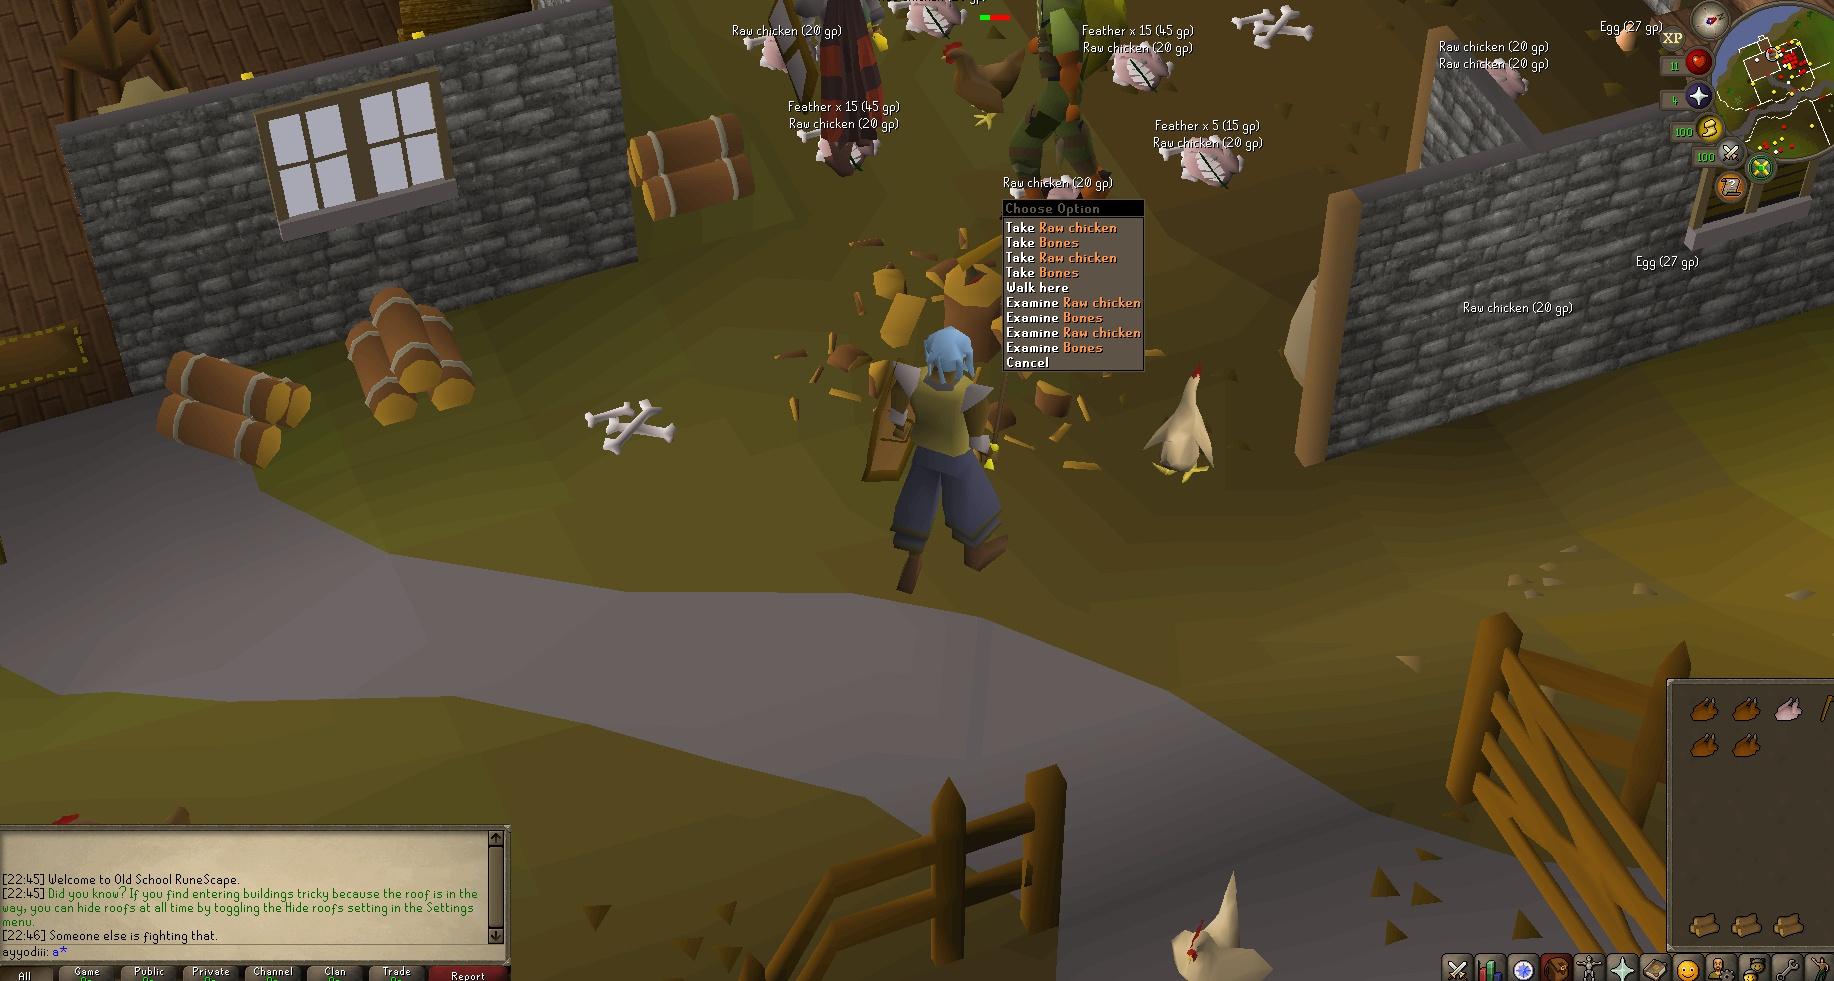 Raw chicken (20 gp)
Feather x 15 (45 gp)
Raw chicken (20 gp)
Raw chicken (20 gp)
Raw chicken (20 gp)
Egg (27 gp)
XP
Feather x 15 (45 gp)
Raw chicken (20 gp)
Feather x 5 (15 gp)
Raw chicken (20 gp)
Raw chicken (20 gp)
11
4
100
100
Choose Option
Take Raw chicken
Take Bones
Take Raw chicken
Take Bones
Walk here
Examine Raw chicken
Examine Bones
Examine Raw chicken
Examine Bones
Cancel
Egg (27 gp)
Raw chicken (20 gp)
[22:45] Welcome to Old School RuneScape.
[22:45] Did you know? If you find entering buildings tricky because the roof is in the
way, you can hide roofs at all time by toggling the Hide roofs setting in the Settings
menu.
[22:46] Someone else is fighting that.
ayyodiii: a*
All
Game
Public
Private
Channel
Clan
Trade
Report